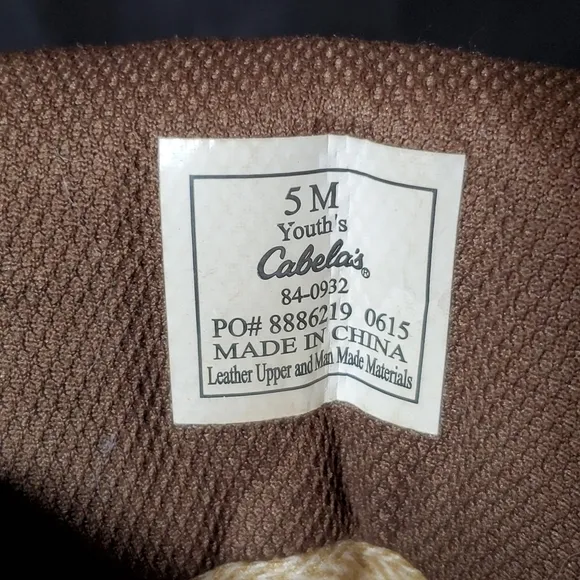 5 M
Youth's
Cabela's®
84-0932
PO# 8886219 0615
MADE IN CHINA
Leather Upper and Man Made Materials